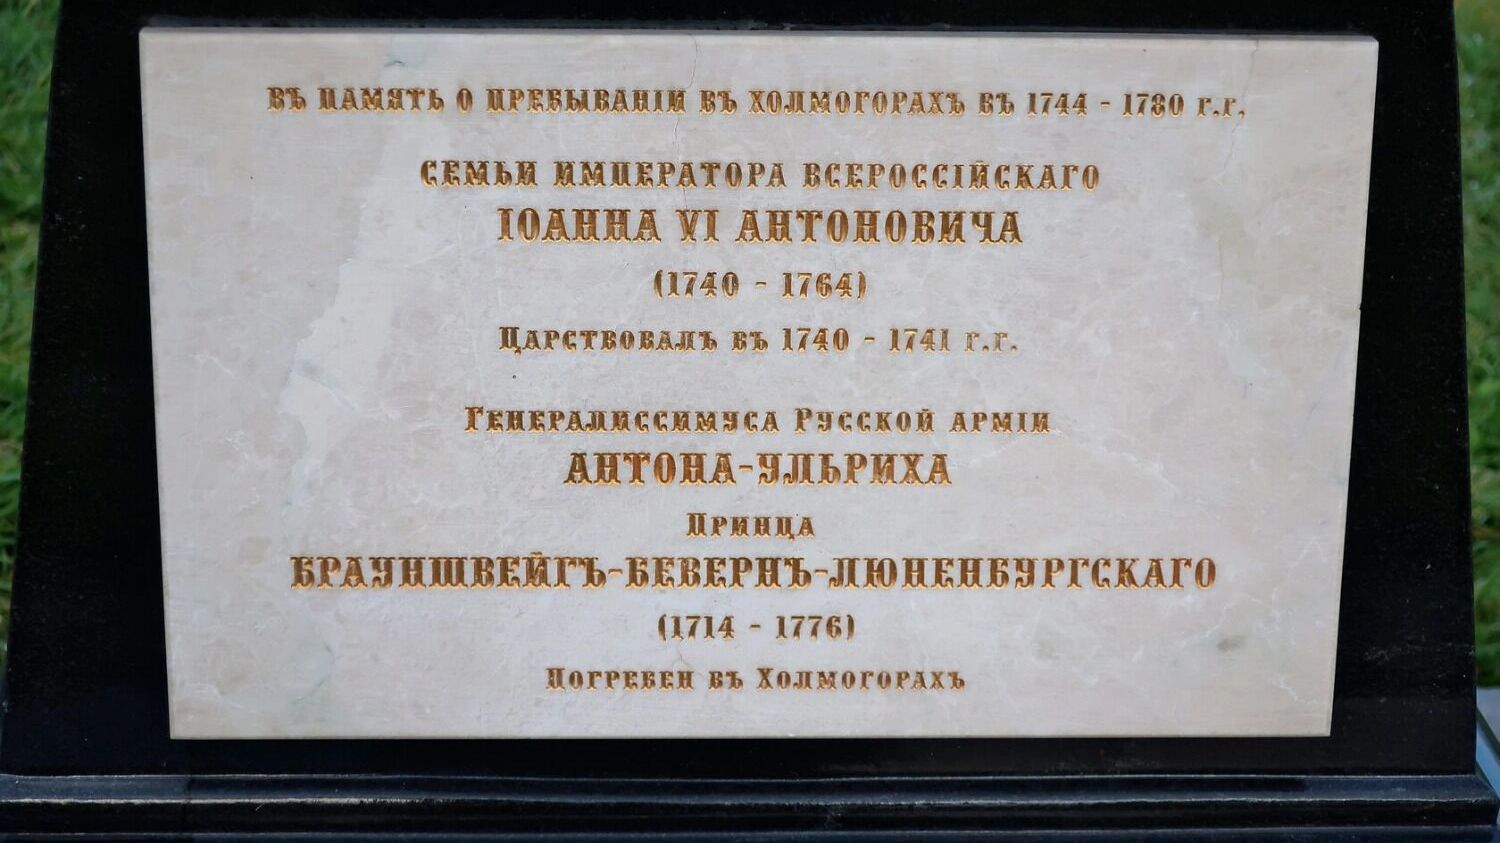 ВЪ ПАМЯТЬ О ПРЕБЫВАНІИ ВЪ ХОЛМОГОРАХЪ ВЪ 1744 - 1780 г.г.
СЕМЬИ ИМПЕРАТОРА ВСЕРОССІЙСКАГО
ІОАННА VI АНТОНОВИЧА
(1740 - 1764)
Царствовалъ въ 1740 - 1741 г.г.
Генералиссимуса Русской арміи
АНТОНА-УЛЬРИХА
Принца
БРАУНШВЕЙГЪ-БЕВЕРНЪ-ЛЮНЕНБУРГСКАГО
(1714 - 1776)
Погребен въ Холмогорахъ